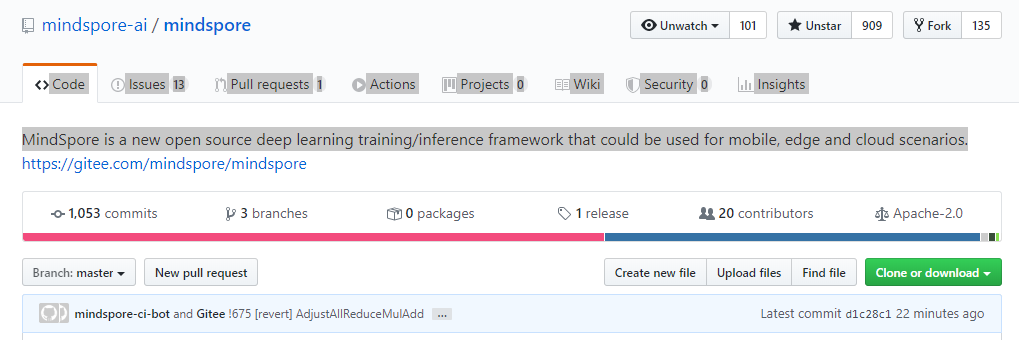 mindspore-ai / mindspore
Unwatch 101 Unstar 909 Fork 135
Code Issues 13 Pull requests 1 Actions Projects 0 Wiki Security 0 Insights
MindSpore is a new open source deep learning training/inference framework that could be used for mobile, edge and cloud scenarios.
https://gitee.com/mindspore/mindspore
1,053 commits 3 branches 0 packages 1 release 20 contributors Apache-2.0
Branch: master New pull request Create new file Upload files Find file Clone or download
mindspore-ci-bot and Gitee !675 [revert] AdjustAllReduceMulAdd ... Latest commit d1c28c1 22 minutes ago